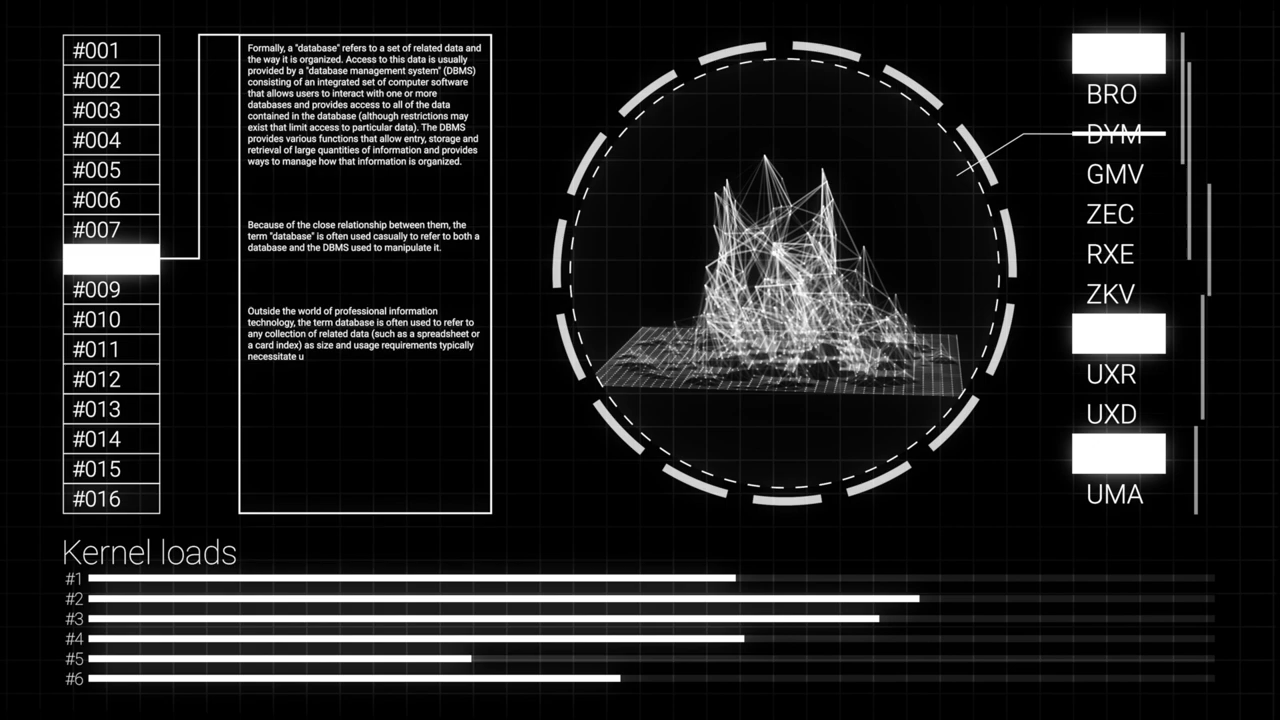 #001
#002
#003
#004
#005
#006
#007
#009
#010
#011
#012
#013
#014
#015
#016
Formally, a "database" refers to a set of related data and
the way it is organized. Access to this data is usually
provided by a "database management system" (DBMS)
consisting of an integrated set of computer software
that allows users to interact with one or more
databases and provides access to all of the data
contained in the database (although restrictions may
exist that limit access to particular data). The DBMS
provides various functions that allow entry, storage and
retrieval of large quantities of information and provides
ways to manage how that information is organized.
Because of the close relationship between them, the
term "database" is often used casually to refer to both a
database and the DBMS used to manipulate it.
Outside the world of professional information
technology, the term database is often used to refer to
any collection of related data (such as a spreadsheet or
a card index) as size and usage requirements typically
necessitate u
BRO
DYM
GMV
ZEC
RXE
ZKV
UXR
UXD
UMA
Kernel loads
#1
#2
#3
#4
#5
#6